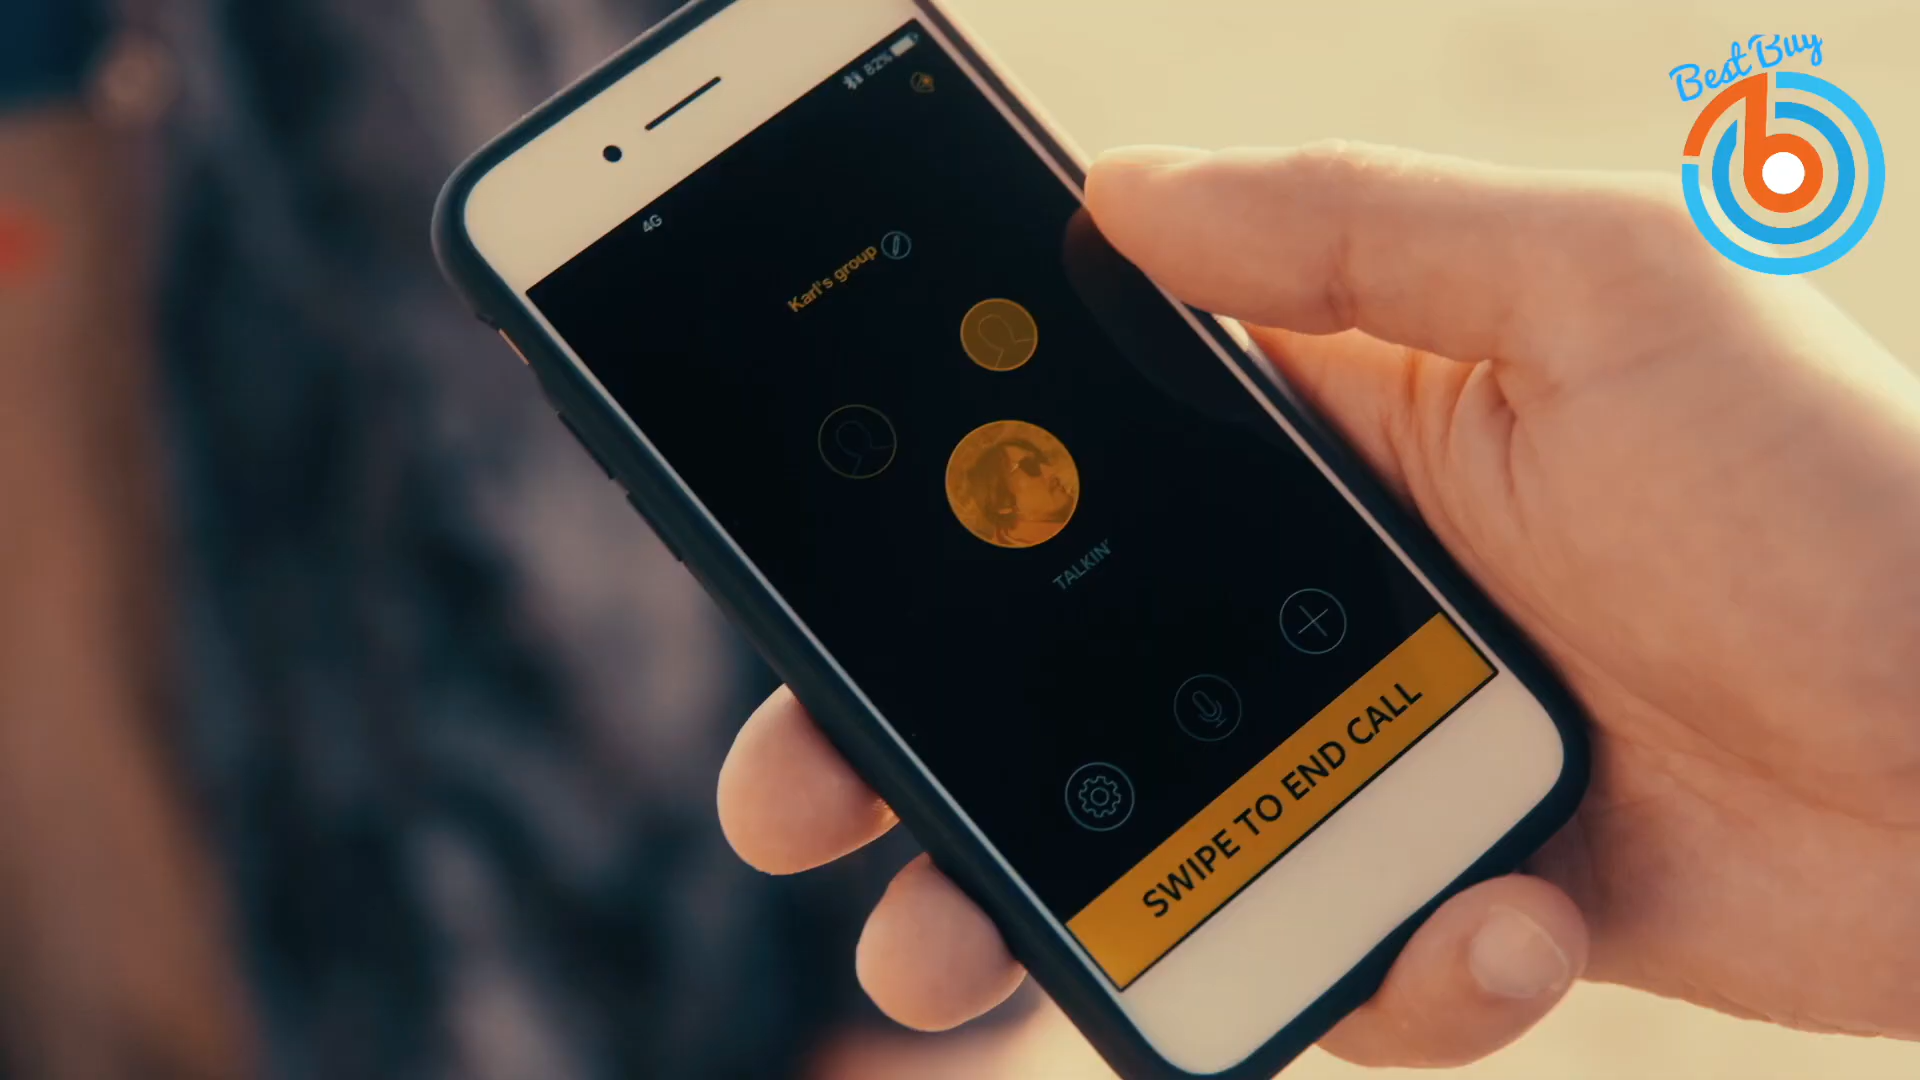 Best Buy
82%
4G
Karl's group
TALKIN'
SWIPE TO END CALL